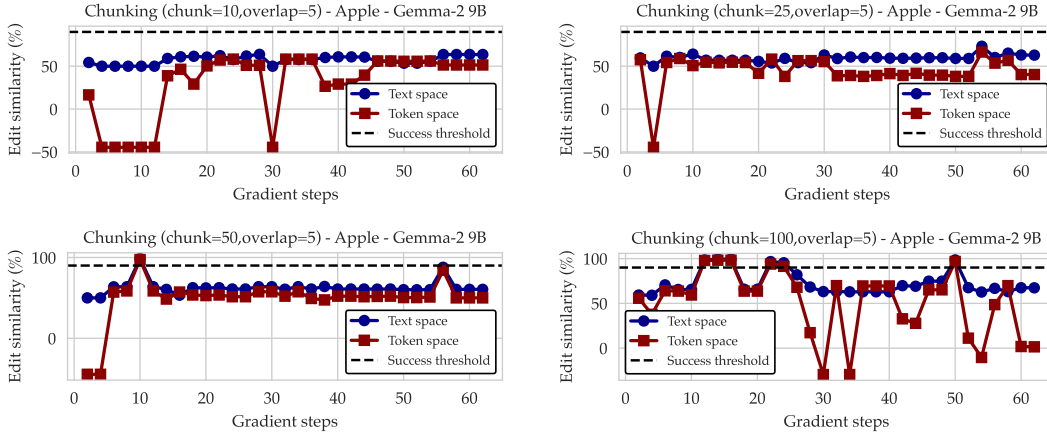 Chunking (chunk=10,overlap=5) - Apple - Gemma-2 9B
Edit similarity (%)
50
0
−50
Text space
Token space
Success threshold
0 10 20 30 40 50 60
Gradient steps
Chunking (chunk=25,overlap=5) - Apple - Gemma-2 9B
Edit similarity (%)
50
0
−50
Text space
Token space
Success threshold
0 10 20 30 40 50 60
Gradient steps
Chunking (chunk=50,overlap=5) - Apple - Gemma-2 9B
Edit similarity (%)
100
0
Text space
Token space
Success threshold
0 10 20 30 40 50 60
Gradient steps
Chunking (chunk=100,overlap=5) - Apple - Gemma-2 9B
Edit similarity (%)
100
50
0
Text space
Token space
Success threshold
0 10 20 30 40 50 60
Gradient steps